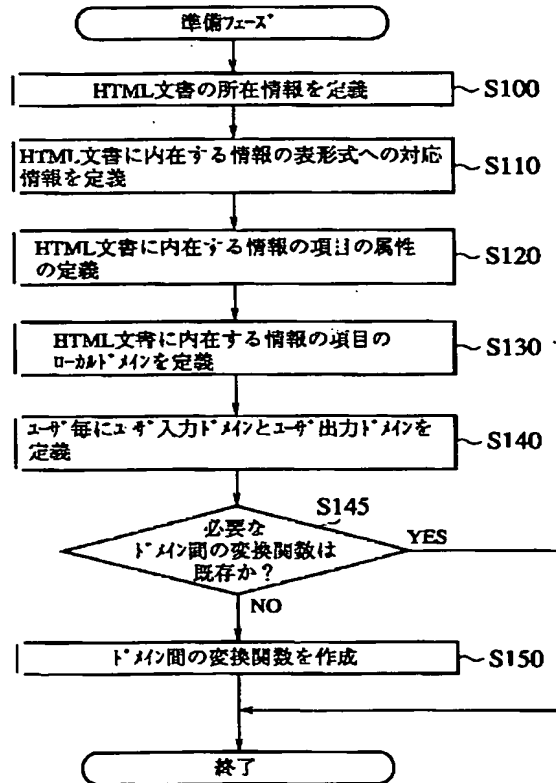 準備フェーズ
HTML文書の所在情報を定義
S100
HTML文書に内在する情報の表形式への対応
情報を定義
S110
HTML文書に内在する情報の項目の属性
の定義
S120
HTML文書に内在する情報の項目の
ローカルドメインを定義
S130
ユーザ毎にユーザ入力ドメインとユーザ出力ドメインを
定義
S140
S145
必要な
ドメイン間の変換関数は
既存か?
YES
NO
ドメイン間の変換関数を作成
S150
終了